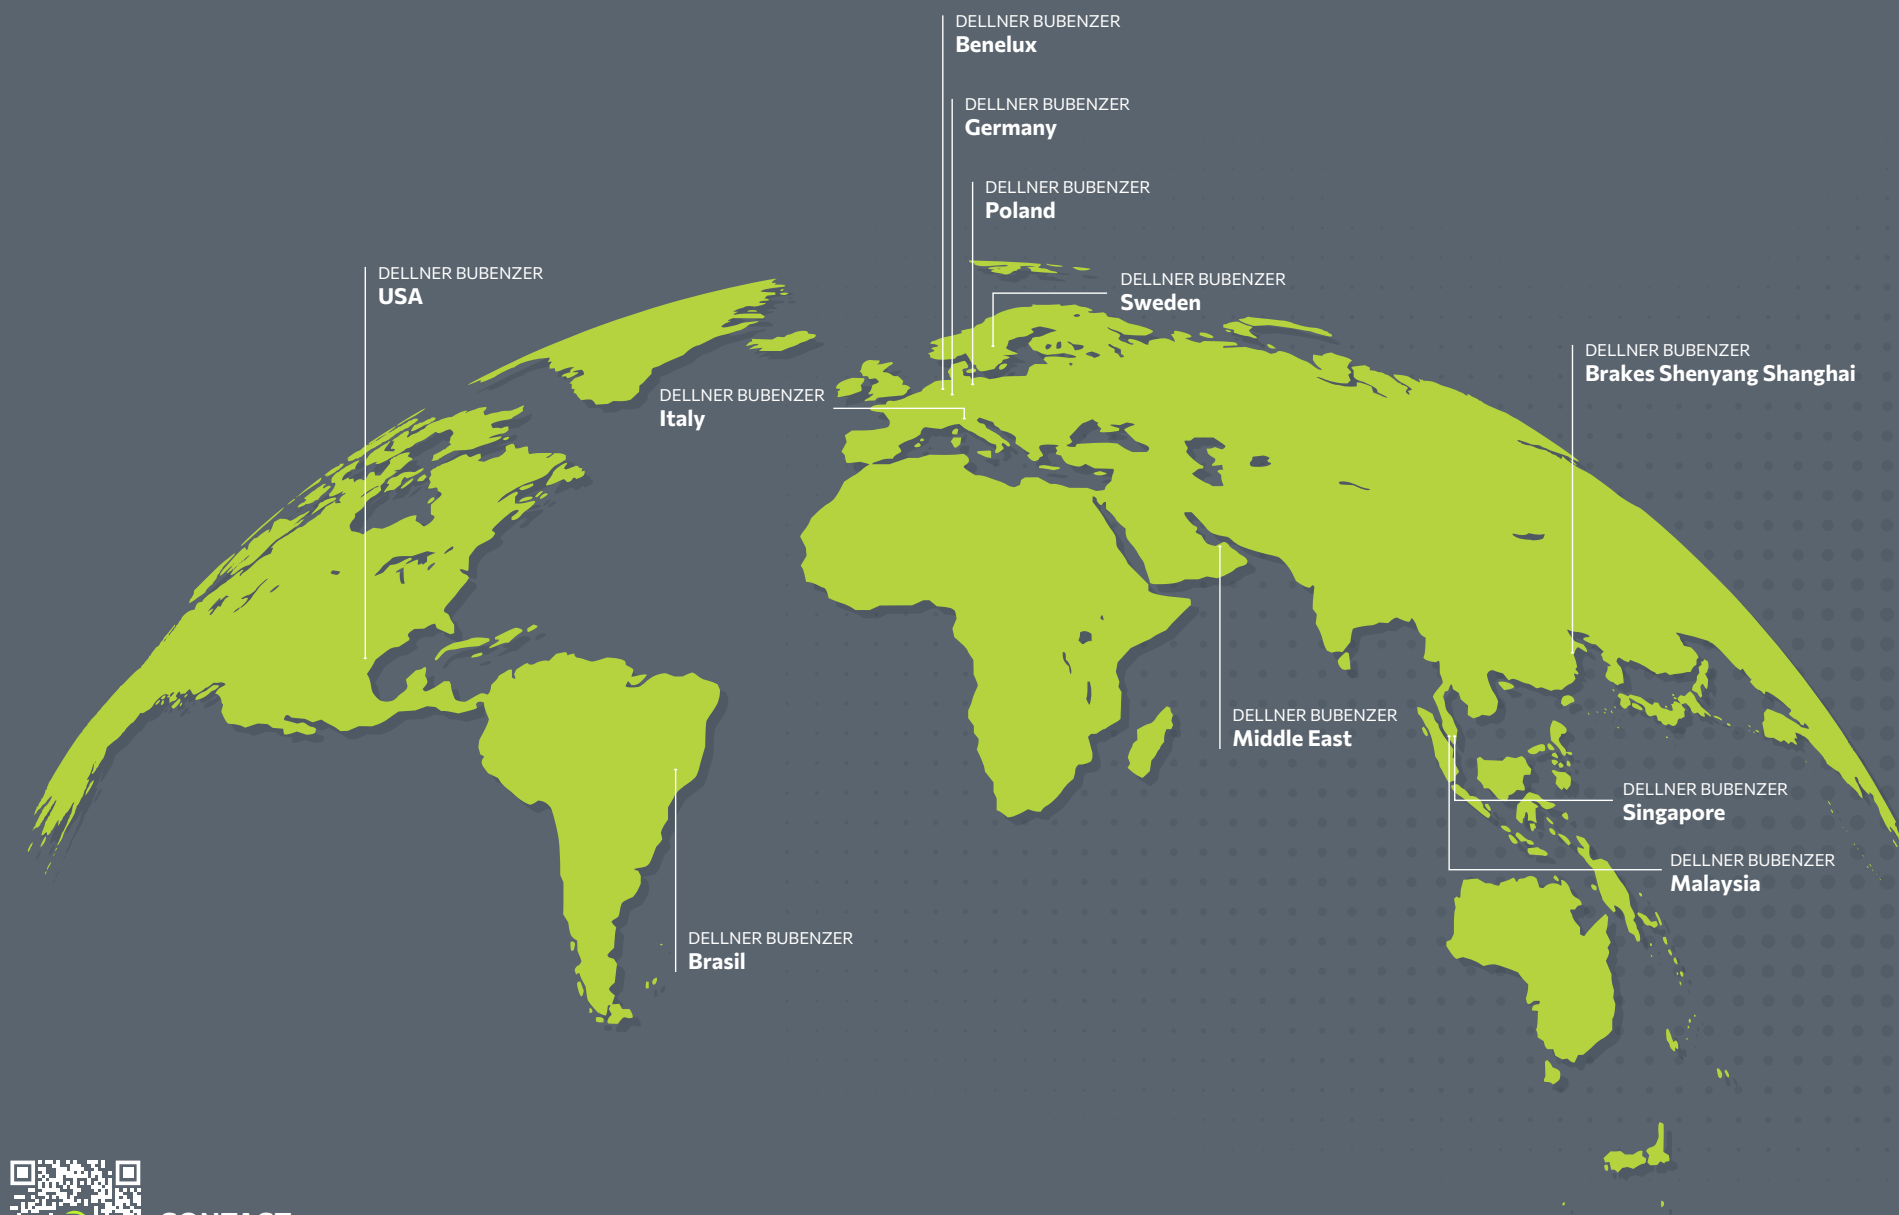 DELLNER BUBENZER
Benelux
DELLNER BUBENZER
Germany
DELLNER BUBENZER
Poland
DELLNER BUBENZER
USA
DELLNER BUBENZER
Sweden
DELLNER BUBENZER
Brakes Shenyang Shanghai
DELLNER BUBENZER
Italy
DELLNER BUBENZER
Middle East
DELLNER BUBENZER
Singapore
DELLNER BUBENZER
Malaysia
DELLNER BUBENZER
Brasil
CONTACT